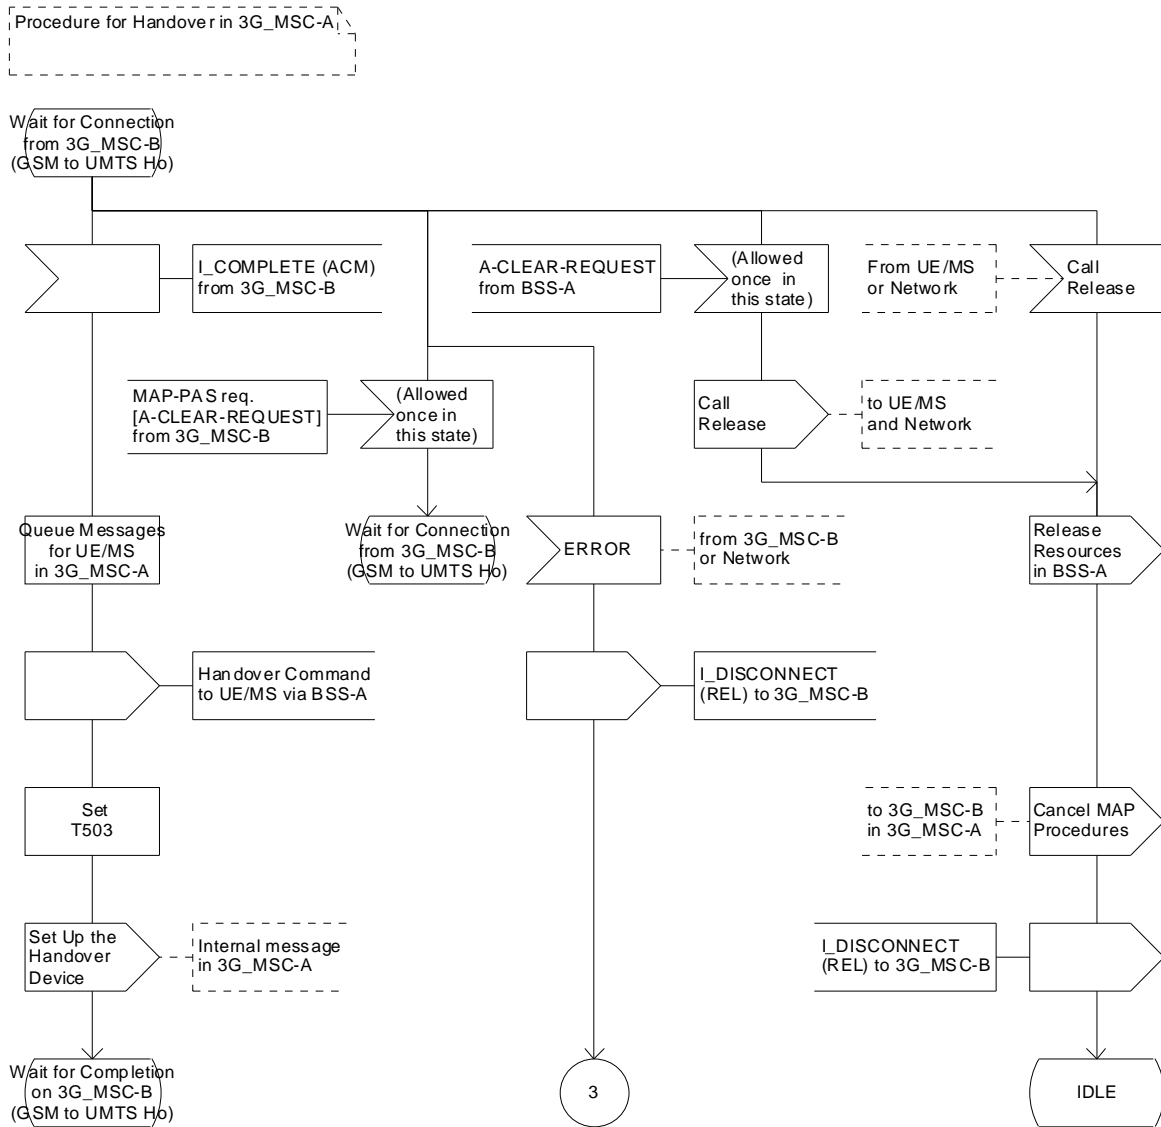 Procedure for Handover in 3G_MSC-A
Wait for Connection
from 3G_MSC-B
(GSM to UMTS Ho)
I_COMPLETE (ACM)
from 3G_MSC-B
A-CLEAR-REQUEST
from BSS-A
(Allowed
once in
this state)
From UE/MS
or Network
Call
Release
MAP-PAS req.
[A-CLEAR-REQUEST]
from 3G_MSC-B
(Allowed
once in
this state)
Call
Release
to UE/MS
and Network
Queue Messages
for UE/MS
in 3G_MSC-A
Wait for Connection
from 3G_MSC-B
(GSM to UMTS Ho)
ERROR
from 3G_MSC-B
or Network
Release
Resources
in BSS-A
Handover Command
to UE/MS via BSS-A
I_DISCONNECT
(REL) to 3G_MSC-B
Set
T503
to 3G_MSC-B
in 3G_MSC-A
Cancel MAP
Procedures
Set Up the
Handover
Device
Internal message
in 3G_MSC-A
I_DISCONNECT
(REL) to 3G_MSC-B
Wait for Completion
on 3G_MSC-B
(GSM to UMTS Ho)
3
IDLE